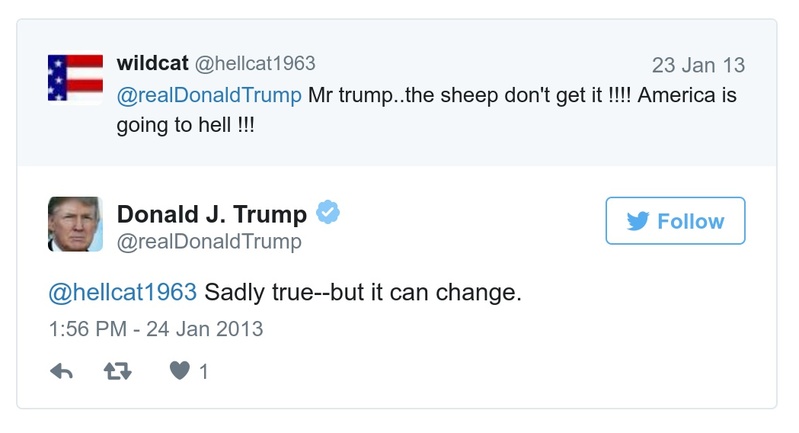 wildcat @hellcat1963 23 Jan 13
@realDonaldTrump Mr trump..the sheep don't get it !!!! America is
going to hell !!!
Donald J. Trump
@realDonaldTrump
Follow
@hellcat1963 Sadly true--but it can change.
1:56 PM - 24 Jan 2013
1